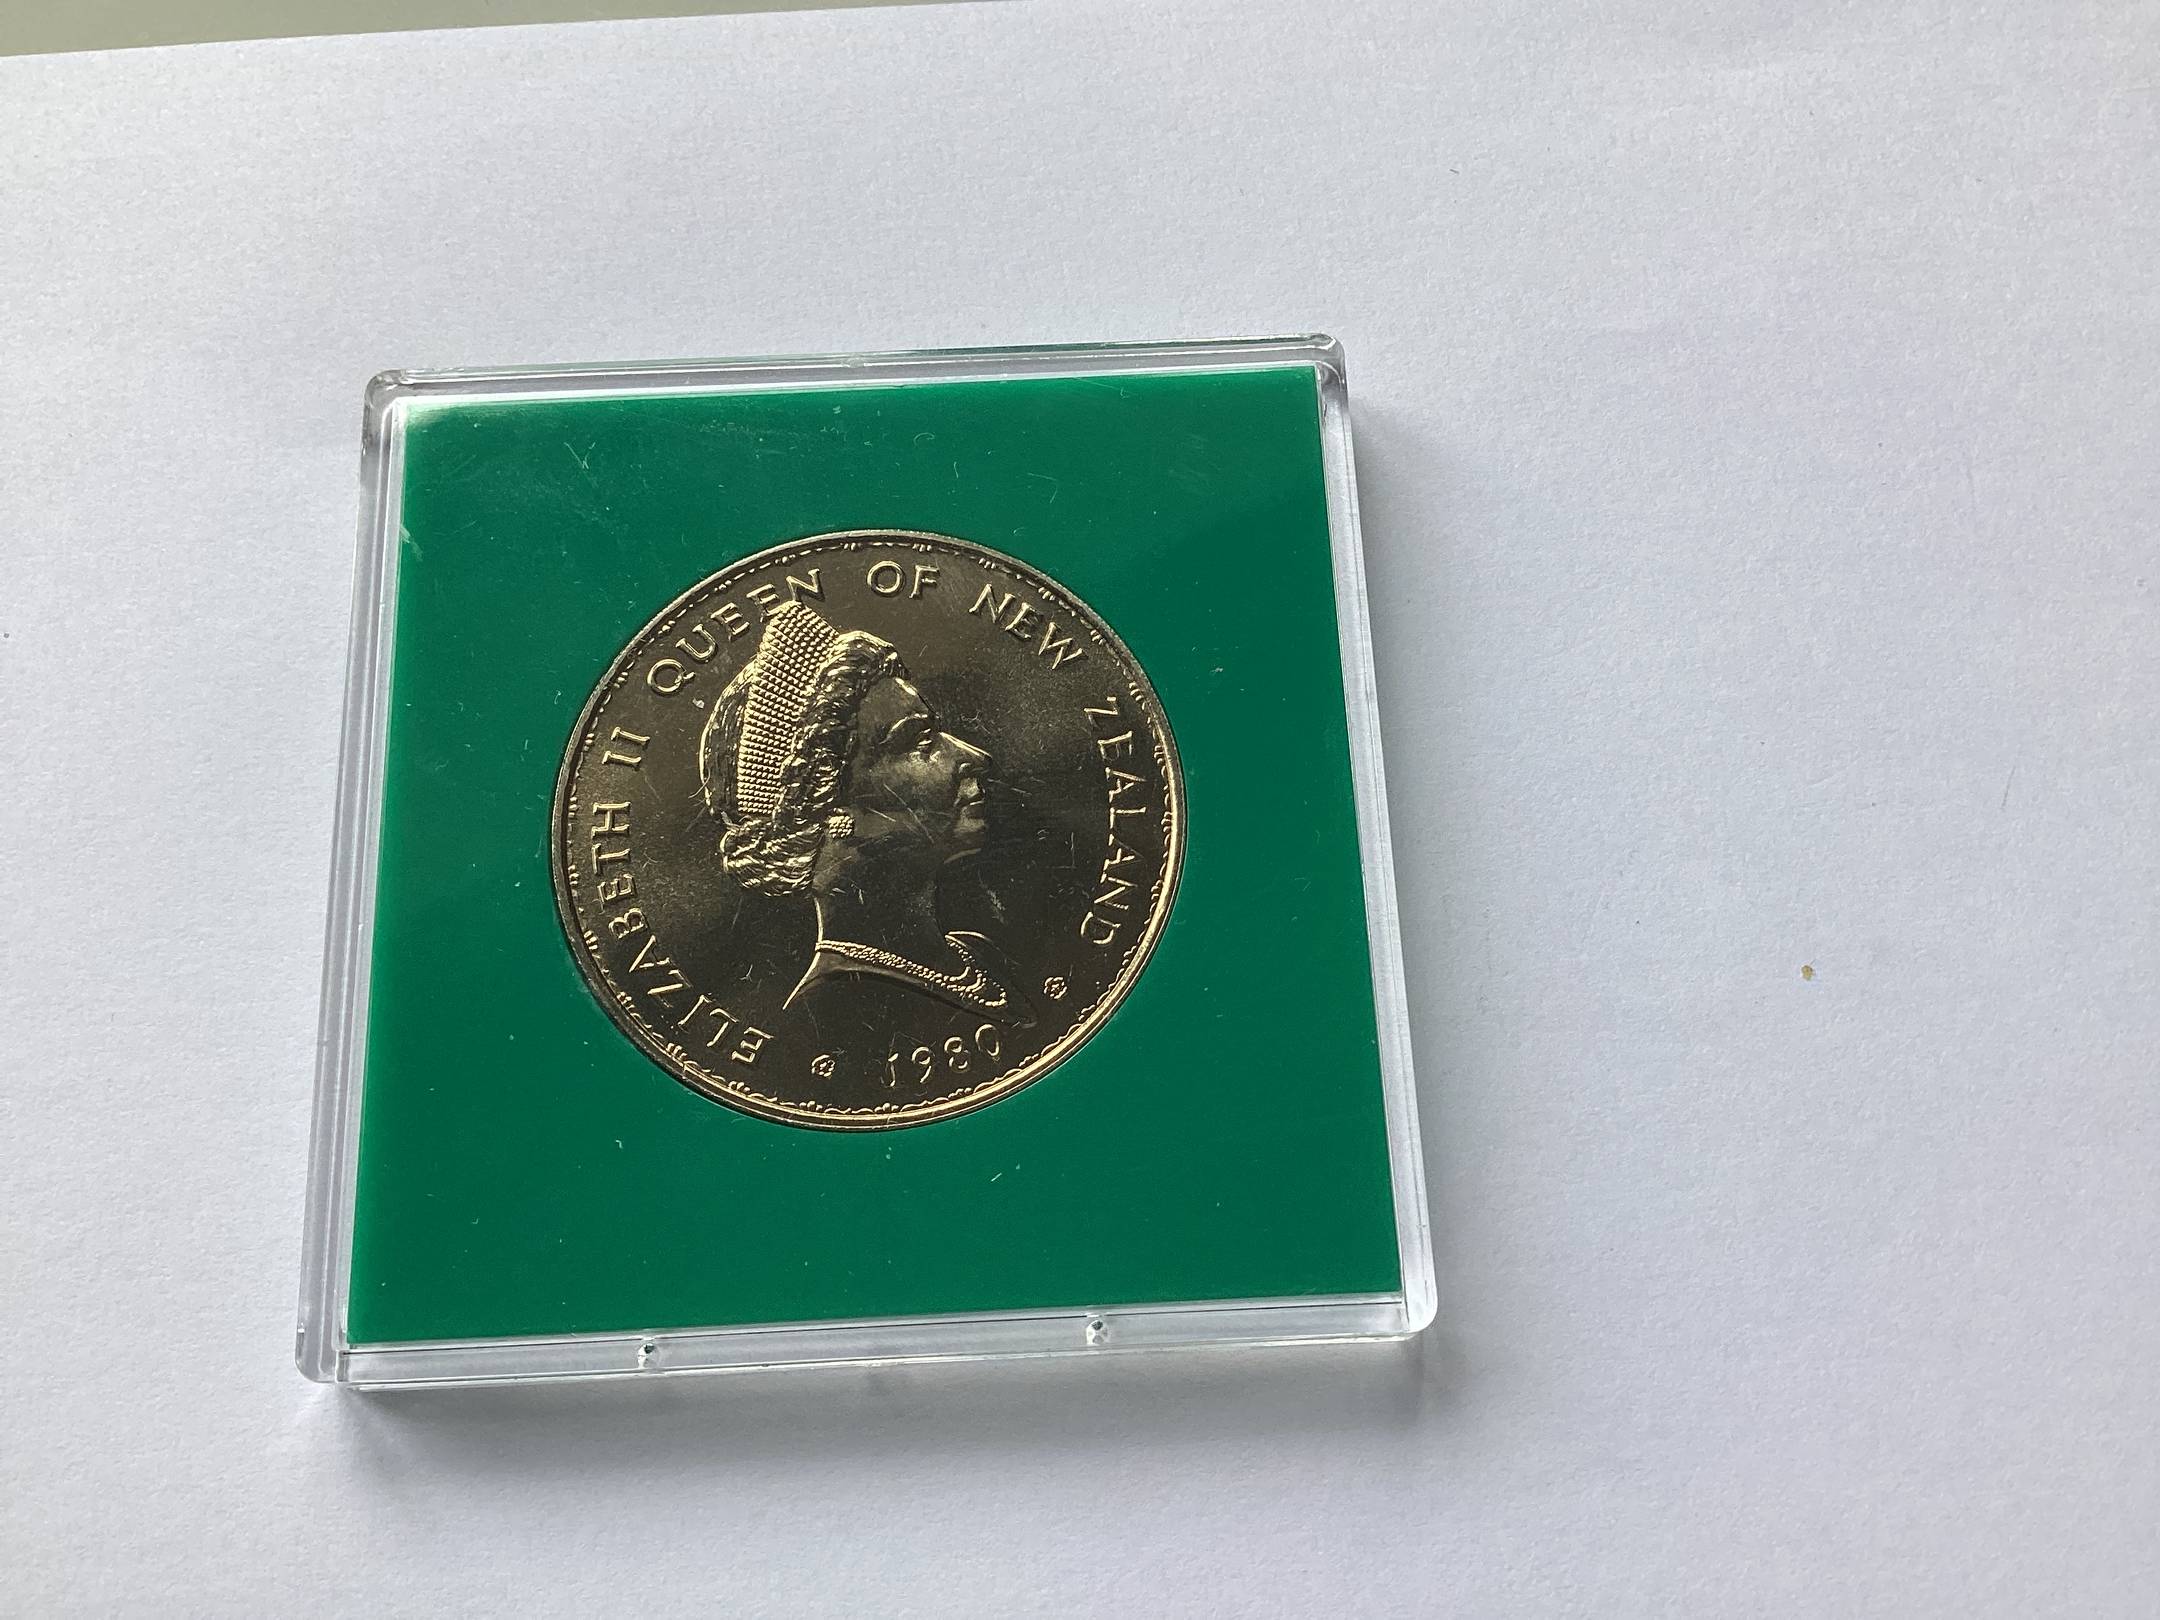 ELIZABETH II QUEEN OF NEW ZEALAND
1980